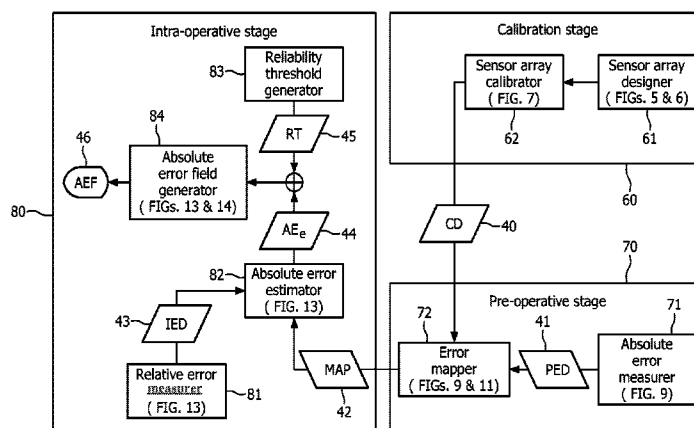 Intra-operative stage
83
Reliability
threshold
generator
RT
45
46
AEF
84
Absolute
error field
generator
( FIGs. 13 & 14)
80
AEe
44
82
Absolute error
estimator
( FIG. 13)
43
IED
Relative error
measurer
( FIG. 13)
81
MAP
42
Calibration stage
Sensor array
calibrator
( FIG. 7)
62
Sensor array
designer
(FIGs. 5 & 6)
61
60
CD
40
70
Pre-operative stage
72
Error
mapper
(FIGs. 9 & 11)
41
PED
71
Absolute
error
measurer
( FIG. 9)